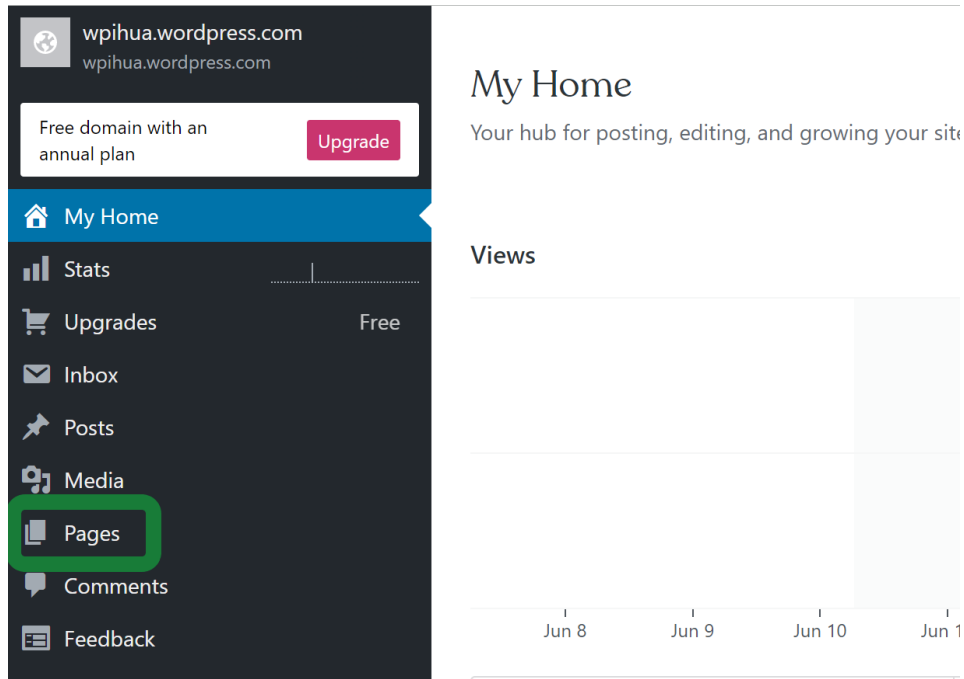 wpihua.wordpress.com
wpihua.wordpress.com
Free domain with an
annual plan
Upgrade
My Home
Stats
Upgrades
Free
Inbox
Posts
Media
Pages
Comments
Feedback
My Home
Your hub for posting, editing, and growing your
Views
Jun 8
Jun 9
Jun 10
Jun